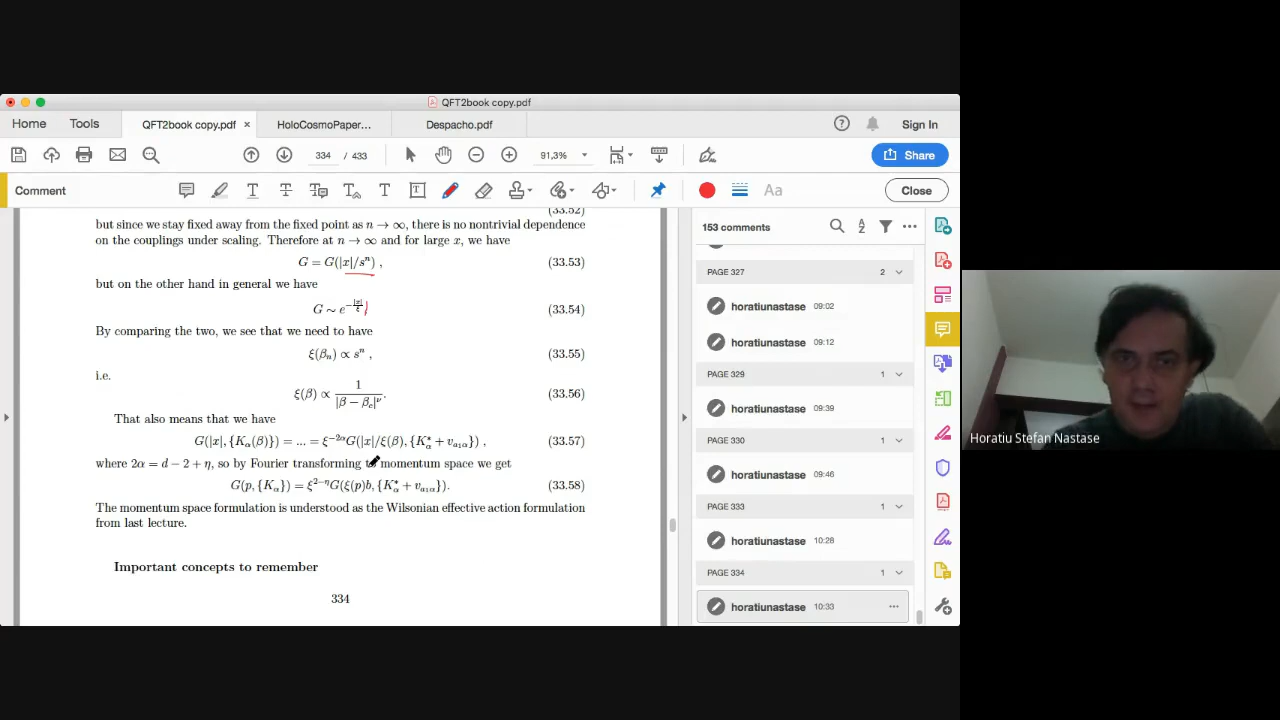 QFT2book copy.pdf
Home Tools QFT2book copy.pdf × HoloCosmoPaper... Despacho.pdf Sign In
334 / 433 91,3% Share
Comment Aa Close
(33.52)
but since we stay fixed away from the fixed point as n → ∞, there is no nontrivial dependence
on the couplings under scaling. Therefore at n → ∞ and for large x, we have
G = G(|x|/sⁿ) , (33.53)
but on the other hand in general we have
G ∼ e^{-|x|/ξ} (33.54)
By comparing the two, we see that we need to have
ξ(βₙ) ∝ sⁿ , (33.55)
i.e.
ξ(β) ∝ 1/|β − β_c|^ν. (33.56)
That also means that we have
G(|x|, {K_α(β)}) = ... = ξ^{−2α}G(|x|/ξ(β), {K*_α + v_{a₁α}}) , (33.57)
where 2α = d − 2 + η, so by Fourier transforming to momentum space we get
G(p, {K_α}) = ξ^{2−η}G(ξ(p)b, {K*_α + v_{a₁α}}). (33.58)
The momentum space formulation is understood as the Wilsonian effective action formulation
from last lecture.
Important concepts to remember
334
153 comments
PAGE 327 2
horatiunastase 09:02
horatiunastase 09:12
PAGE 329 1
horatiunastase 09:39
PAGE 330 1
horatiunastase 09:46
PAGE 333 1
horatiunastase 10:28
PAGE 334 1
horatiunastase 10:33
Horatiu Stefan Nastase